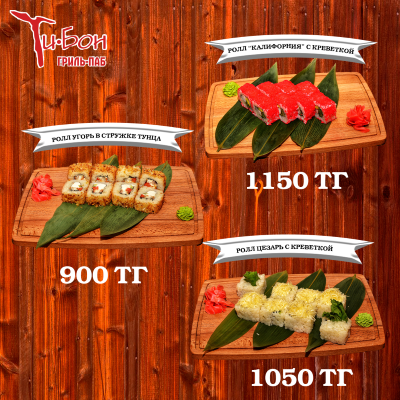 Ти-Бон
ГРИЛЬ-ПАБ
РОЛЛ "КАЛИФОРНИЯ" С КРЕВЕТКОЙ
1150 ТГ
РОЛЛ УГОРЬ В СТРУЖКЕ ТУНЦА
900 ТГ
РОЛЛ ЦЕЗАРЬ С КРЕВЕТКОЙ
1050 ТГ